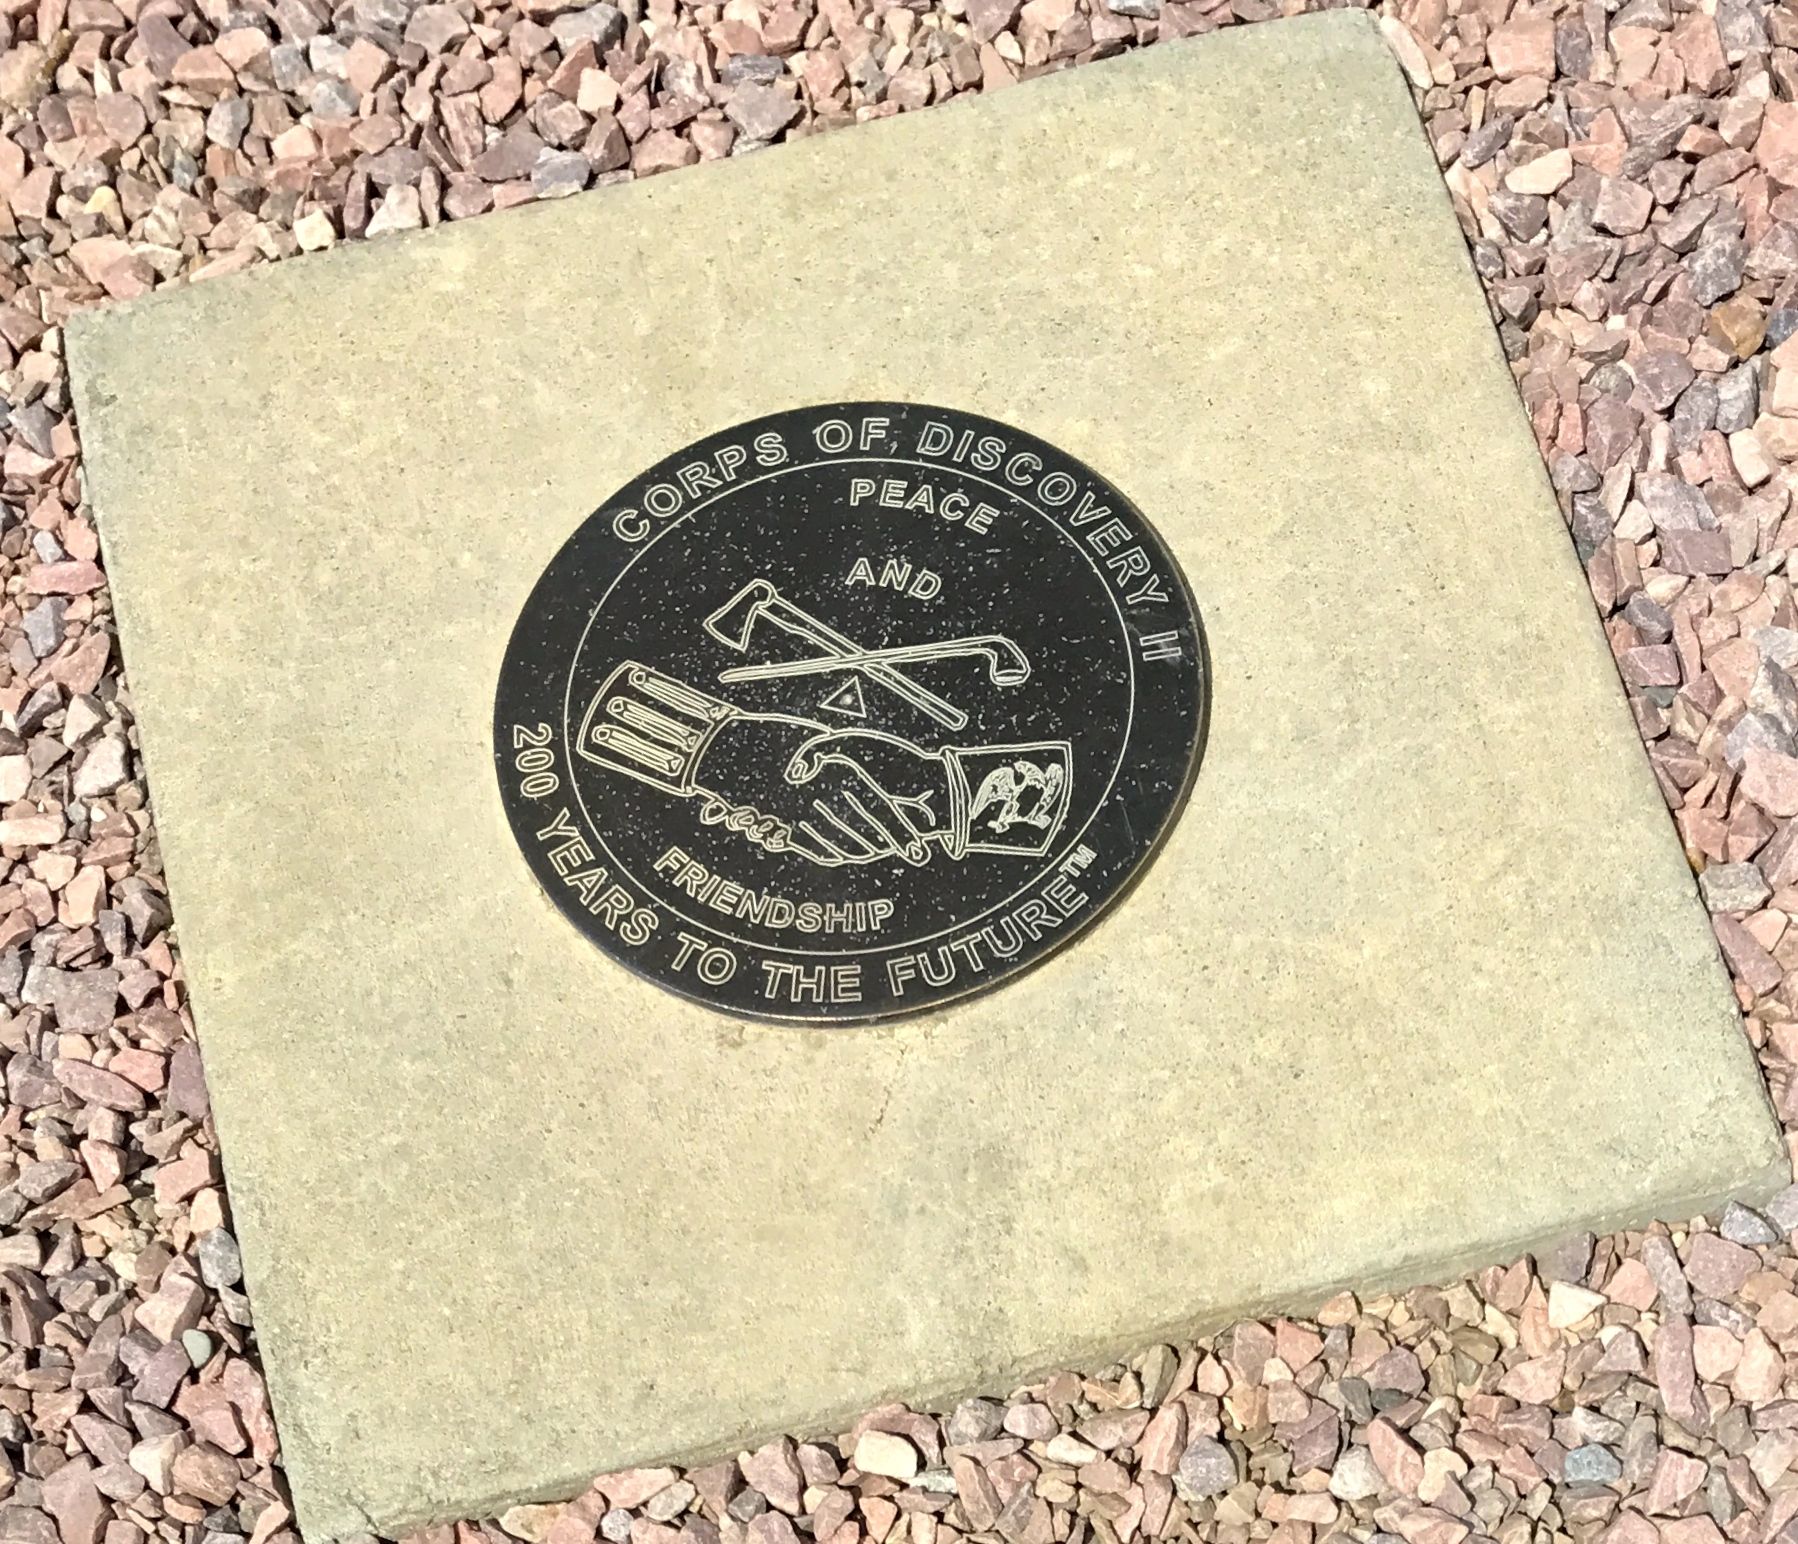 CORPS OF DISCOVERY II
PEACE
AND
FRIENDSHIP
200 YEARS TO THE FUTURE™